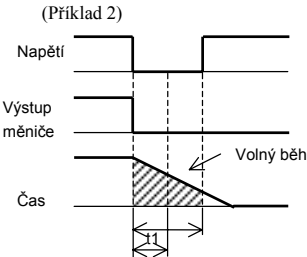 (Příklad 2)
Napětí
Výstup
měniče
Volný běh
Čas
t1